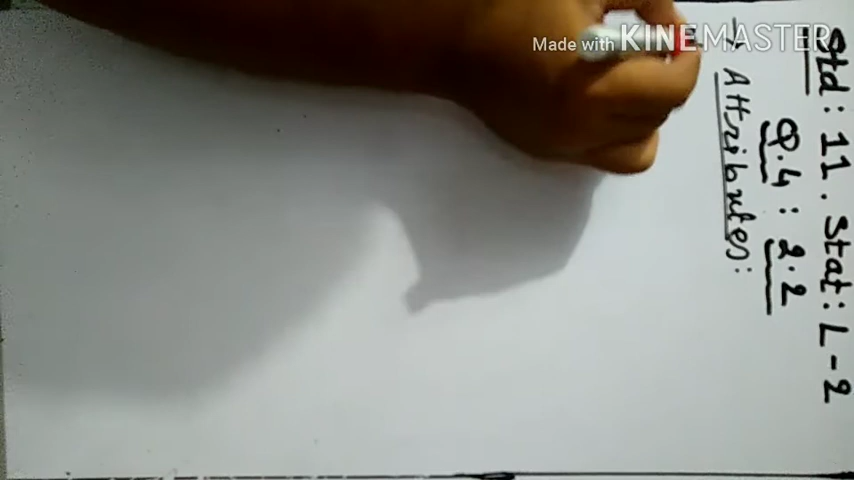 Made with KINEMASTER
Std: 11. Stat: L-2
Q.4: 2.2
→ Attributes: